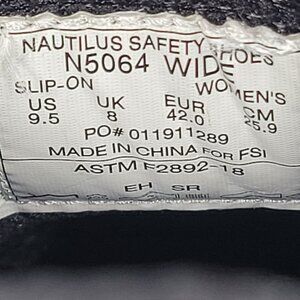 NAUTILUS SAFETY SHOES
N5064 WIDE
SLIP-ON WOMEN'S
US UK EUR CM
9.5 8 42.0 25.9
PO# 011911289
MADE IN CHINA FOR FSI
ASTM F2892-18
EH SR